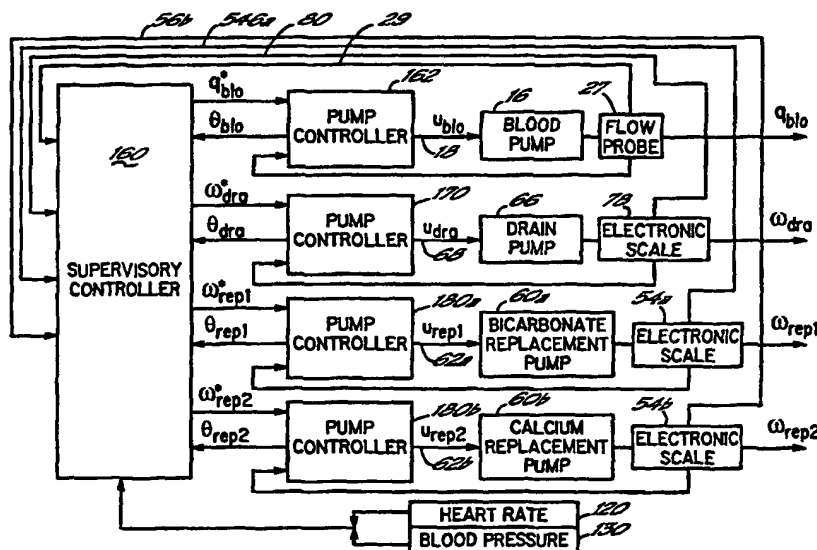 56b 546a 80 29
160
SUPERVISORY CONTROLLER
q*blo
θblo
162
PUMP CONTROLLER
ublo
18
16
BLOOD PUMP
27
FLOW PROBE
qblo
ω*dra
θdra
170
PUMP CONTROLLER
udra
68
66
DRAIN PUMP
78
ELECTRONIC SCALE
ωdra
ω*rep1
θrep1
180a
PUMP CONTROLLER
urep1
62a
60a
BICARBONATE REPLACEMENT PUMP
54a
ELECTRONIC SCALE
ωrep1
ω*rep2
θrep2
180b
PUMP CONTROLLER
urep2
62b
60b
CALCIUM REPLACEMENT PUMP
54b
ELECTRONIC SCALE
ωrep2
HEART RATE
120
BLOOD PRESSURE
130